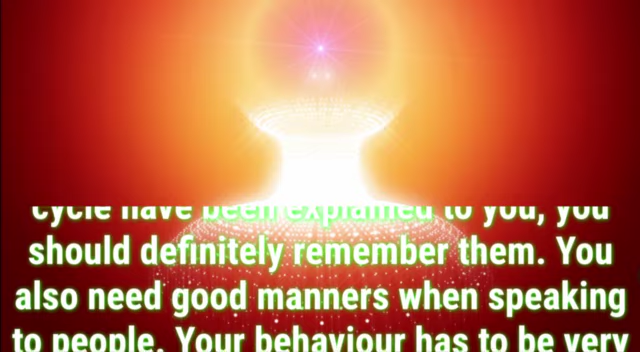 cycle have been explained to you, you
should definitely remember them. You
also need good manners when speaking
to people. Your behaviour has to be very